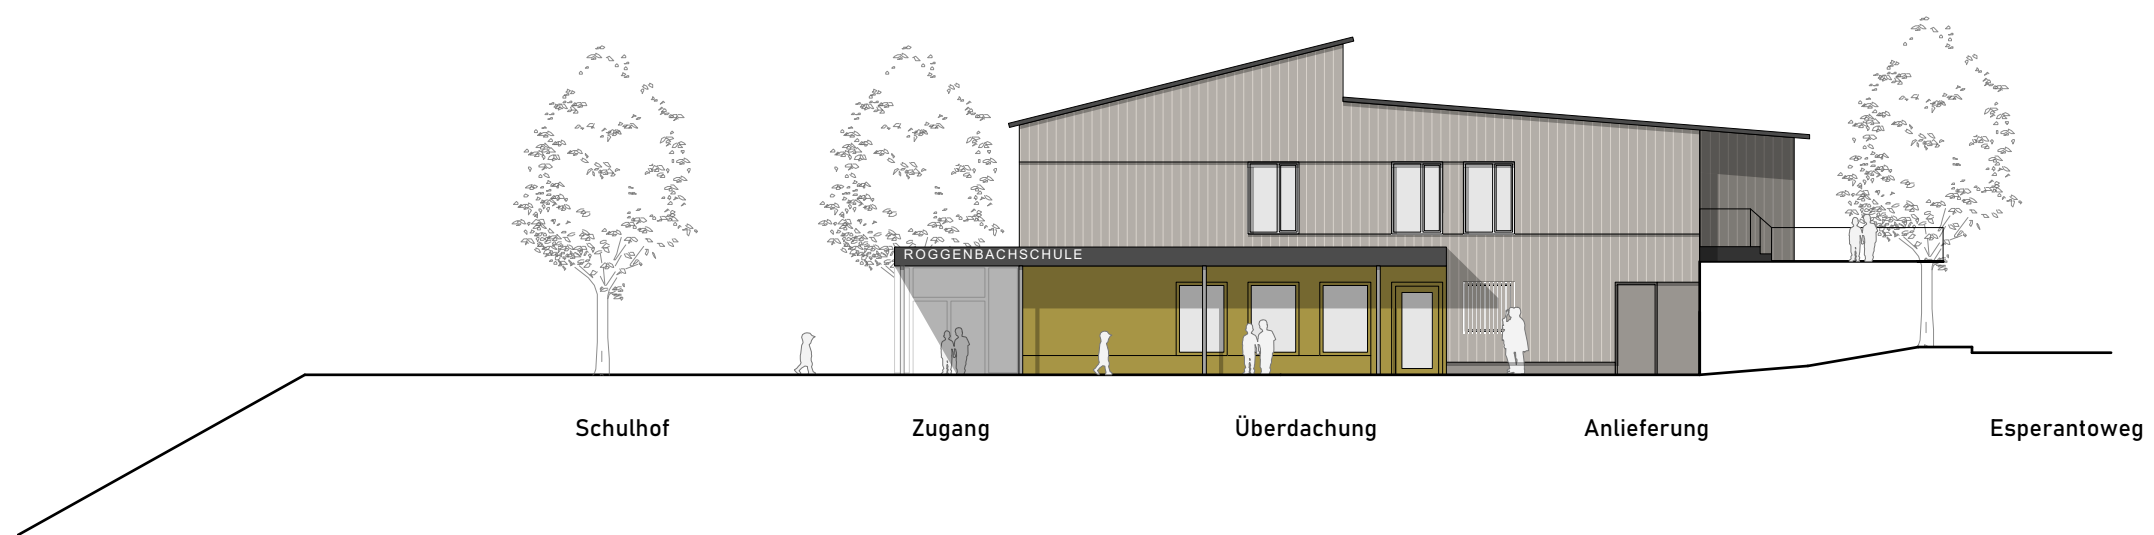 ROGGENBACHSCHULE
Schulhof
Zugang
Überdachung
Anlieferung
Esperantoweg